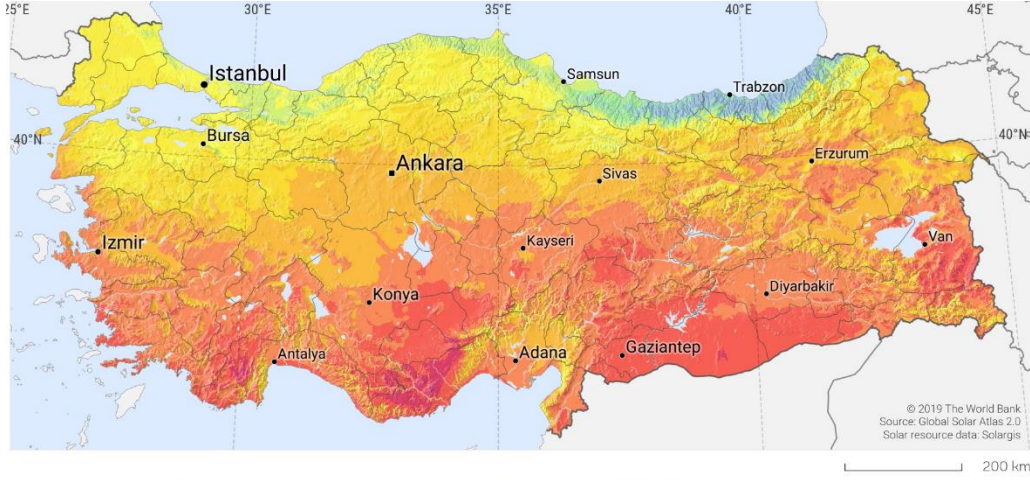 25°E 30°E 35°E 40°E 45°E
Istanbul
Samsun
Trabzon
Bursa
40°N
40°N
Ankara
Erzurum
Sivas
Izmir
Kayseri
Van
Konya
Diyarbakir
Antalya
Adana
Gaziantep
© 2019 The World Bank
Source: Global Solar Atlas 2.0
Solar resource data: Solargis
200 km